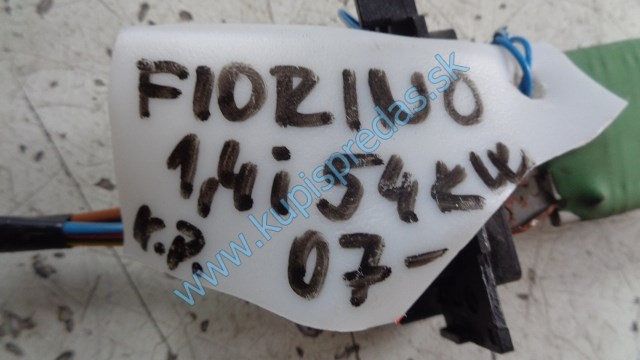 FIORINO
1,4i 54kW
r.p. 07-
www.kupispredas.sk